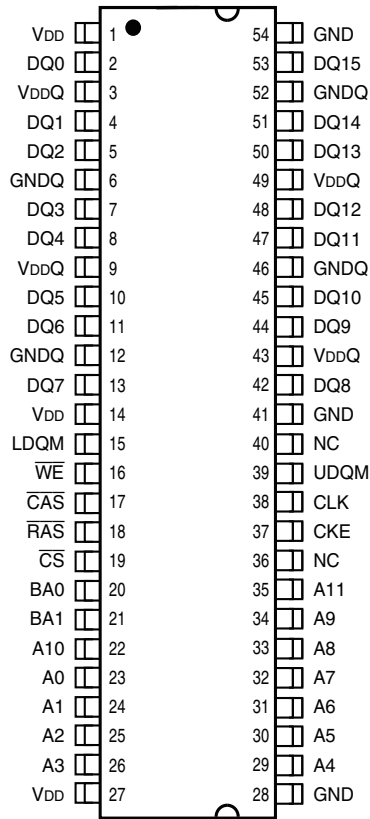 VDD 1 54 GND
DQ0 2 53 DQ15
VDDQ 3 52 GNDQ
DQ1 4 51 DQ14
DQ2 5 50 DQ13
GNDQ 6 49 VDDQ
DQ3 7 48 DQ12
DQ4 8 47 DQ11
VDDQ 9 46 GNDQ
DQ5 10 45 DQ10
DQ6 11 44 DQ9
GNDQ 12 43 VDDQ
DQ7 13 42 DQ8
VDD 14 41 GND
LDQM 15 40 NC
W̅E̅ 16 39 UDQM
C̅A̅S̅ 17 38 CLK
R̅A̅S̅ 18 37 CKE
C̅S̅ 19 36 NC
BA0 20 35 A11
BA1 21 34 A9
A10 22 33 A8
A0 23 32 A7
A1 24 31 A6
A2 25 30 A5
A3 26 29 A4
VDD 27 28 GND